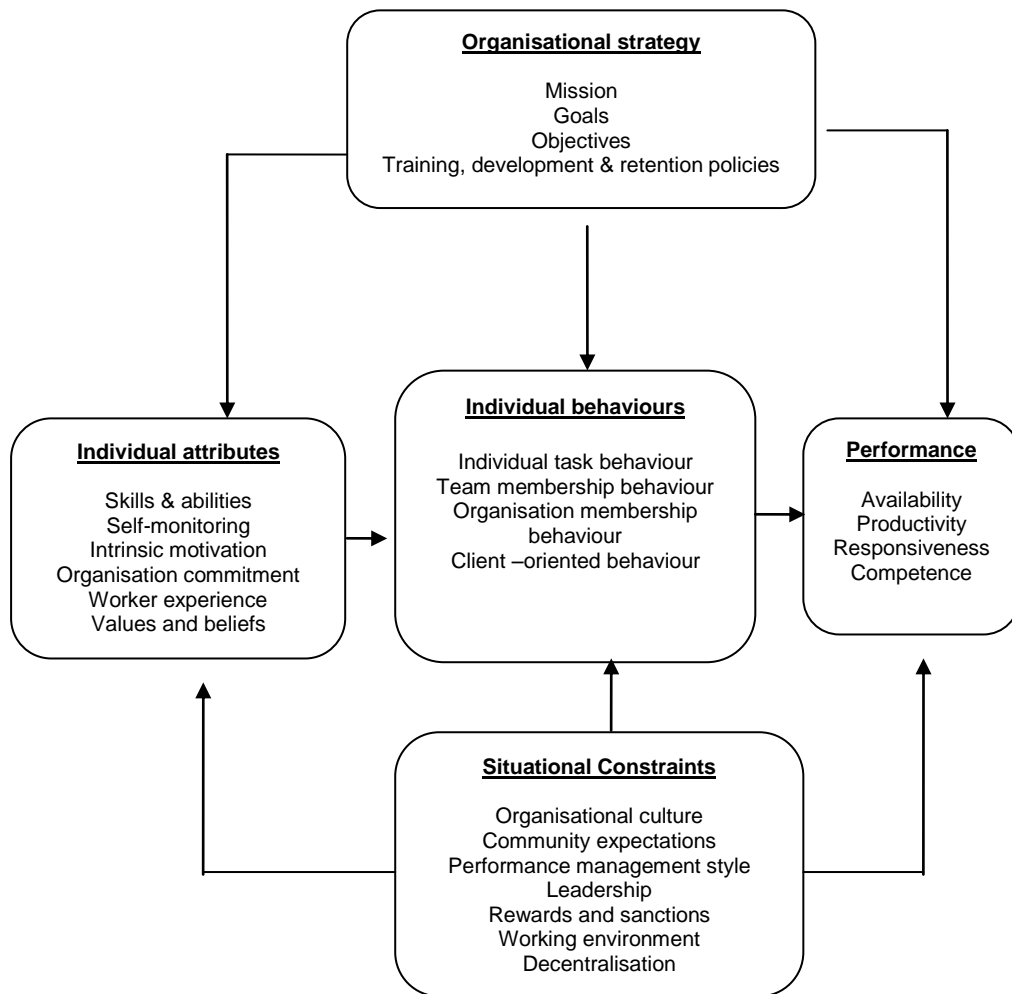 Organisational strategy
Mission
Goals
Objectives
Training, development & retention policies
Individual attributes
Skills & abilities
Self-monitoring
Intrinsic motivation
Organisation commitment
Worker experience
Values and beliefs
Individual behaviours
Individual task behaviour
Team membership behaviour
Organisation membership
behaviour
Client –oriented behaviour
Performance
Availability
Productivity
Responsiveness
Competence
Situational Constraints
Organisational culture
Community expectations
Performance management style
Leadership
Rewards and sanctions
Working environment
Decentralisation